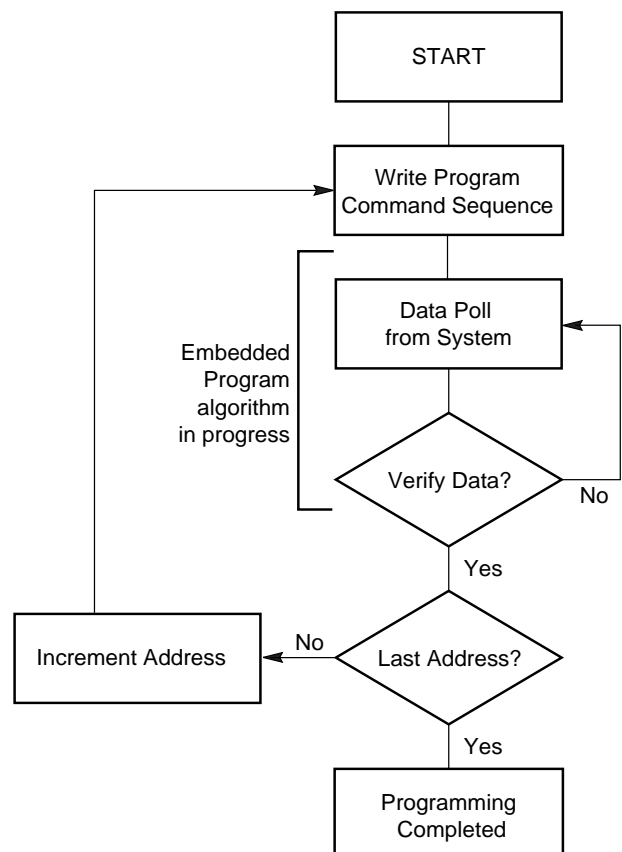 START
Write Program
Command Sequence
Data Poll
from System
Embedded
Program
algorithm
in progress
Verify Data?
No
Yes
Increment Address
No
Last Address?
Yes
Programming
Completed